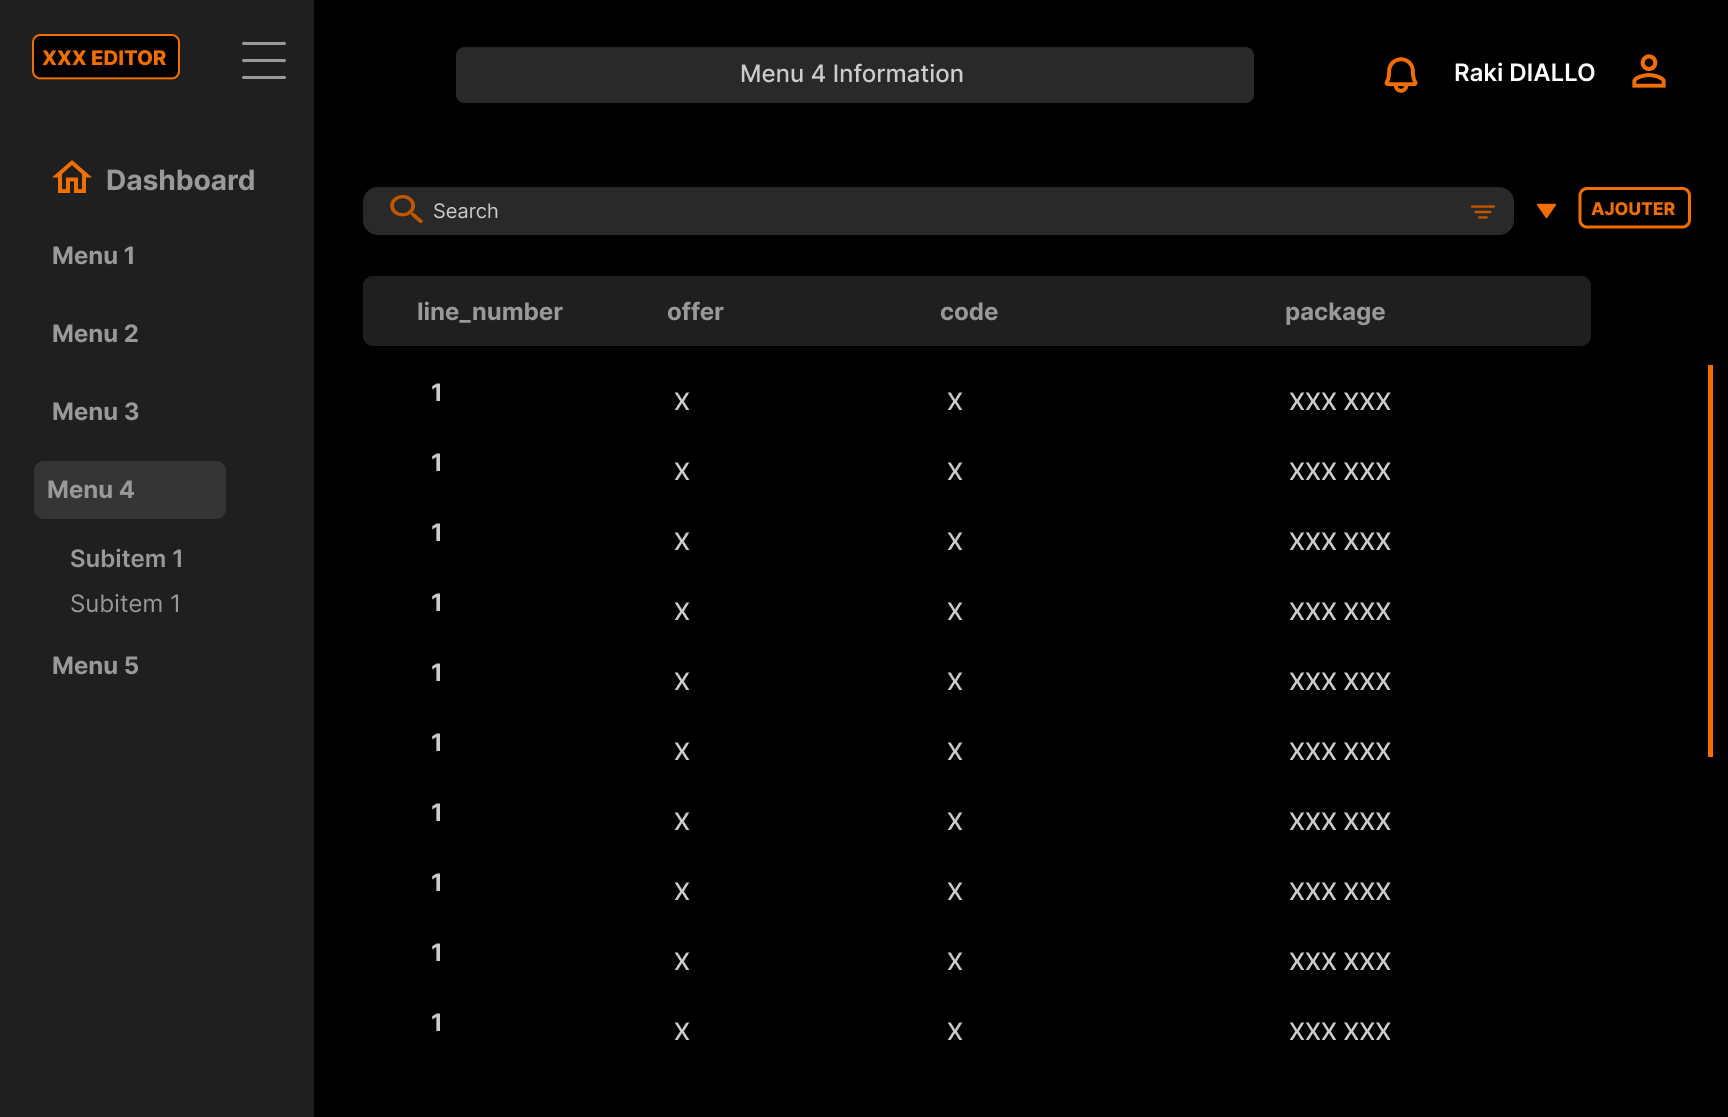 XXX EDITOR
Menu 4 Information
Raki DIALLO
Dashboard
Menu 1
Menu 2
Menu 3
Menu 4
Subitem 1
Subitem 1
Menu 5
Search
AJOUTER
line_number offer code package
1 X X XXX XXX
1 X X XXX XXX
1 X X XXX XXX
1 X X XXX XXX
1 X X XXX XXX
1 X X XXX XXX
1 X X XXX XXX
1 X X XXX XXX
1 X X XXX XXX
1 X X XXX XXX